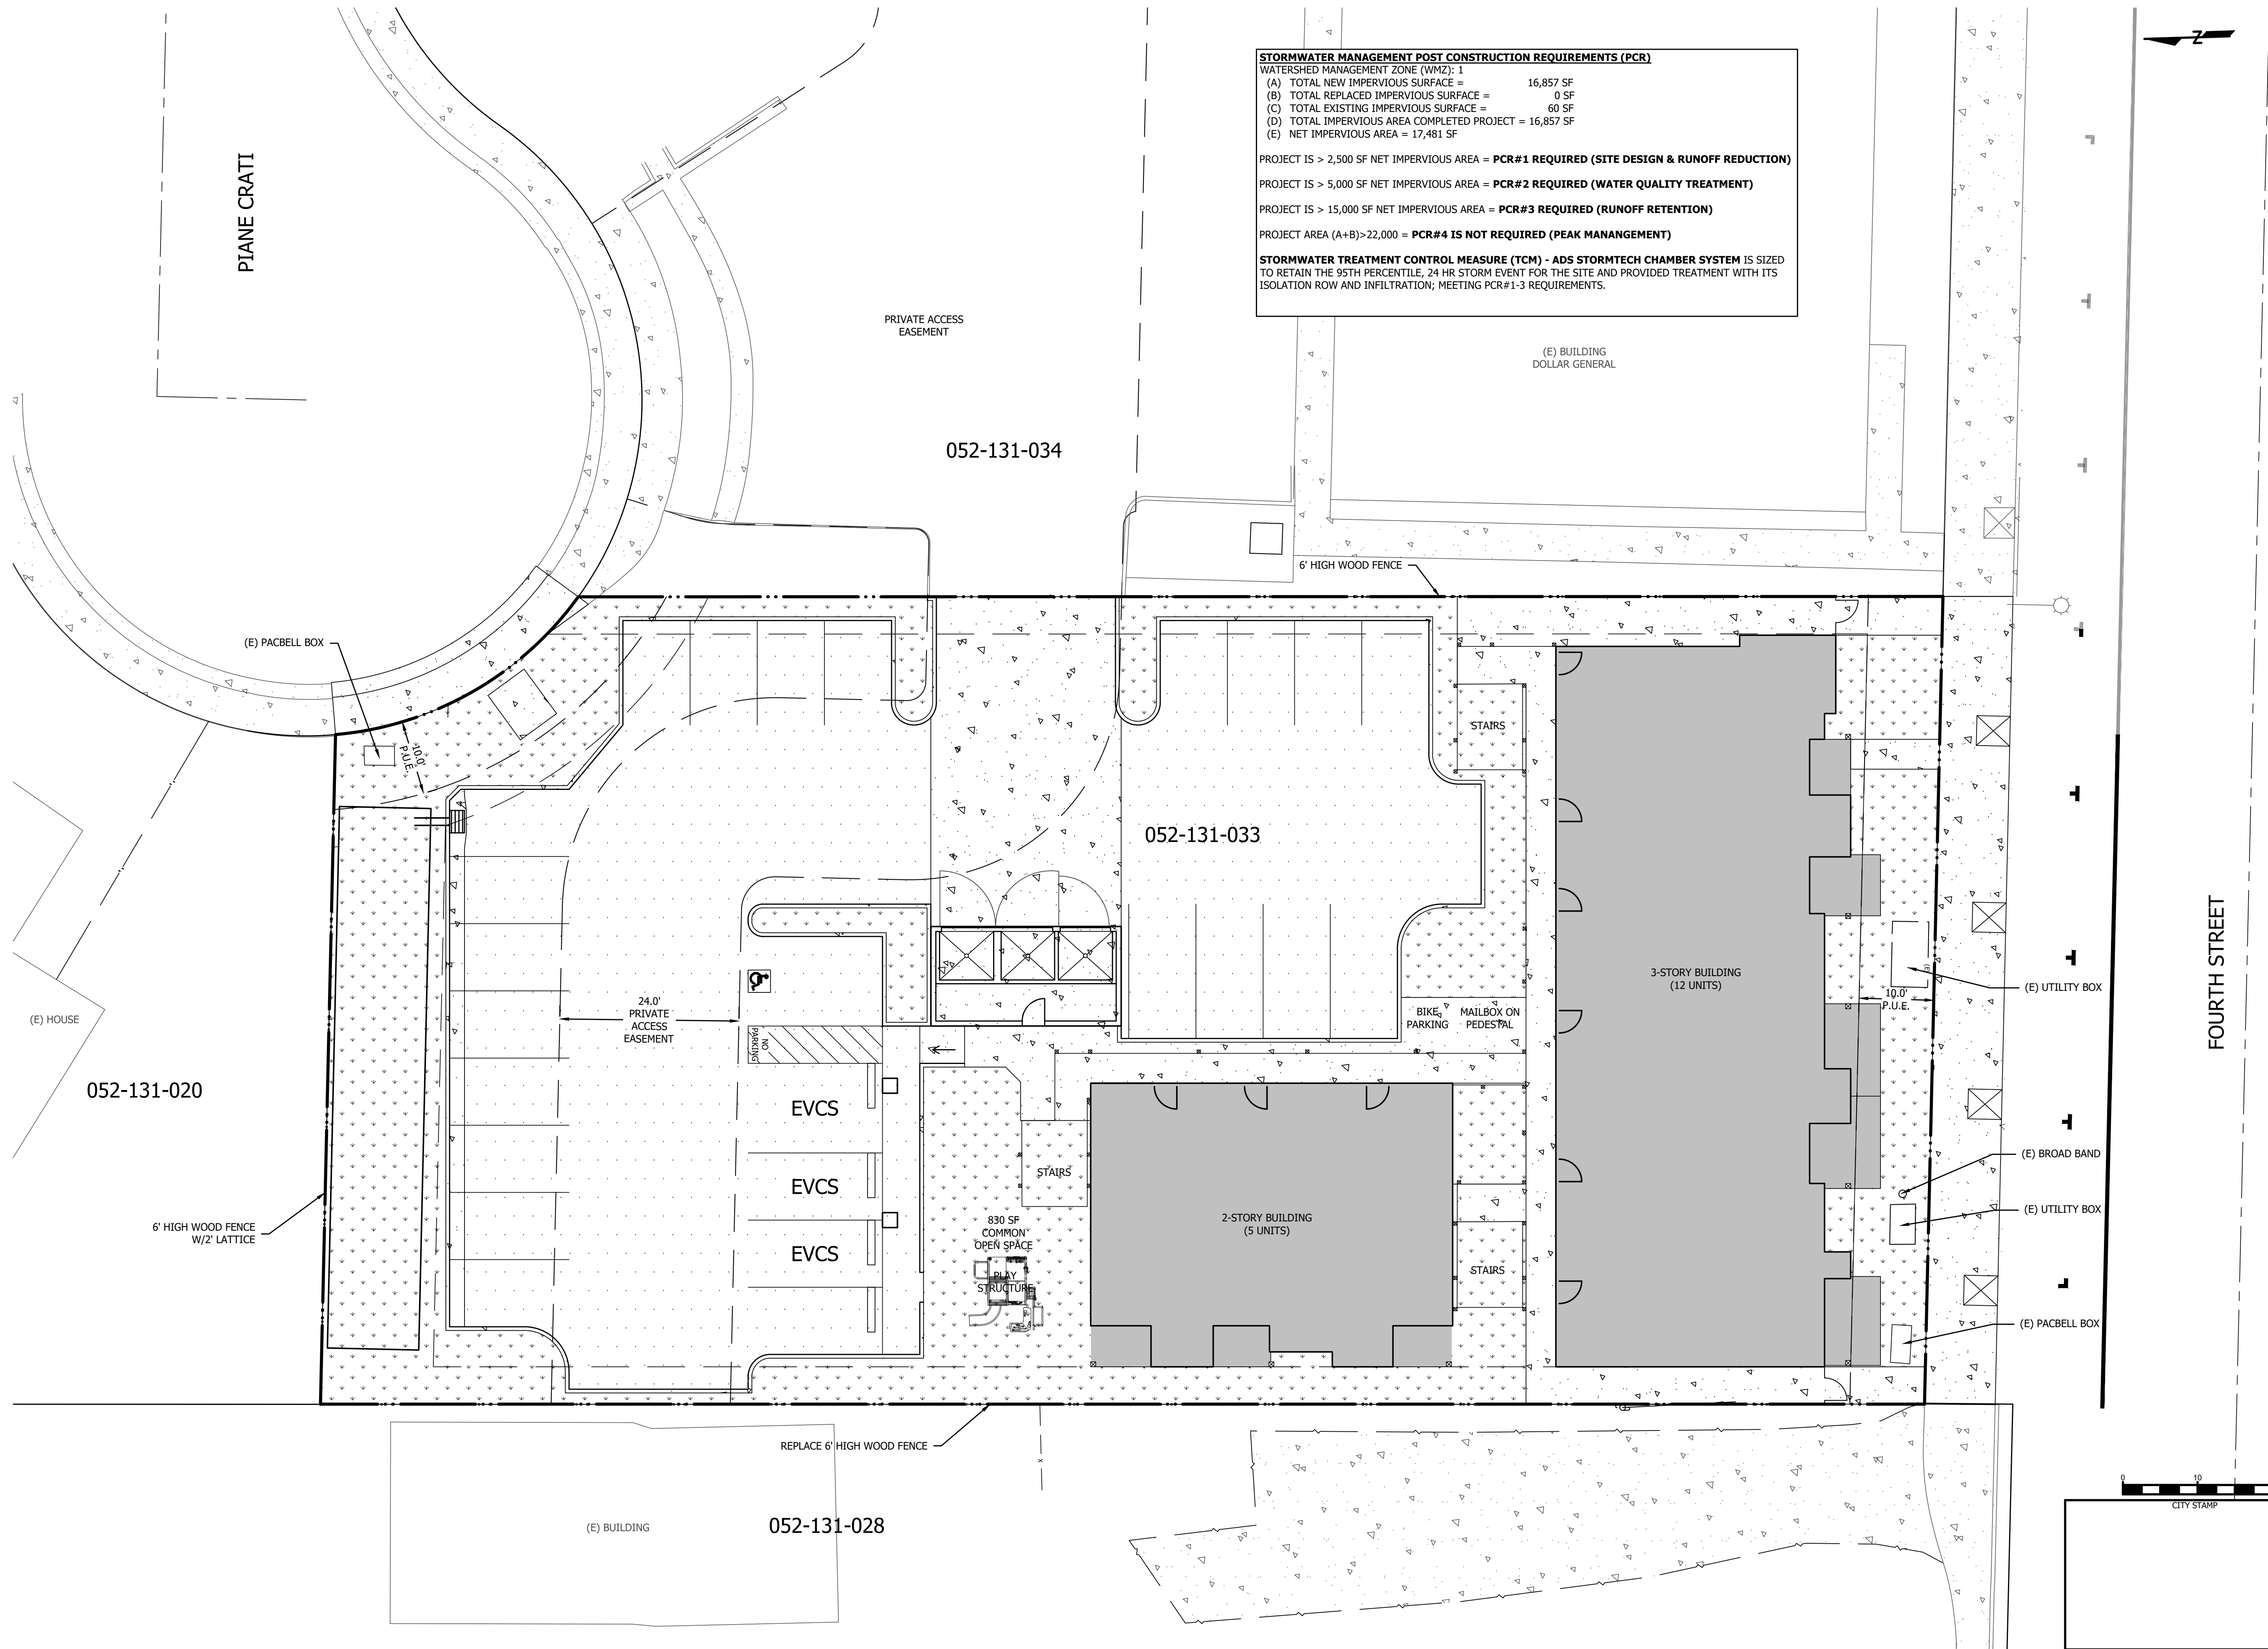 Z
STORMWATER MANAGEMENT POST CONSTRUCTION REQUIREMENTS (PCR)
WATERSHED MANAGEMENT ZONE (WMZ): 1
(A) TOTAL NEW IMPERVIOUS SURFACE = 16,857 SF
(B) TOTAL REPLACED IMPERVIOUS SURFACE = 0 SF
(C) TOTAL EXISTING IMPERVIOUS SURFACE = 60 SF
(D) TOTAL IMPERVIOUS AREA COMPLETED PROJECT = 16,857 SF
(E) NET IMPERVIOUS AREA = 17,481 SF
PROJECT IS > 2,500 SF NET IMPERVIOUS AREA = PCR#1 REQUIRED (SITE DESIGN & RUNOFF REDUCTION)
PROJECT IS > 5,000 SF NET IMPERVIOUS AREA = PCR#2 REQUIRED (WATER QUALITY TREATMENT)
PROJECT IS > 15,000 SF NET IMPERVIOUS AREA = PCR#3 REQUIRED (RUNOFF RETENTION)
PROJECT AREA (A+B)>22,000 = PCR#4 IS NOT REQUIRED (PEAK MANANGEMENT)
STORMWATER TREATMENT CONTROL MEASURE (TCM) - ADS STORMTECH CHAMBER SYSTEM IS SIZED
TO RETAIN THE 95TH PERCENTILE, 24 HR STORM EVENT FOR THE SITE AND PROVIDED TREATMENT WITH ITS
ISOLATION ROW AND INFILTRATION; MEETING PCR#1-3 REQUIREMENTS.
PIANE CRATI
PRIVATE ACCESS
EASEMENT
(E) BUILDING
DOLLAR GENERAL
052-131-034
6' HIGH WOOD FENCE
(E) PACBELL BOX
10.0'
P.U.E.
STAIRS
052-131-033
3-STORY BUILDING
(12 UNITS)
(E)
(E) UTILITY BOX
10.0'
P.U.E.
FOURTH STREET
24.0'
PRIVATE
ACCESS
EASEMENT
NO
PARKING
BIKE
PARKING
MAILBOX ON
PEDESTAL
(E) HOUSE
052-131-020
EVCS
EVCS
EVCS
STAIRS
(E) BROAD BAND
(E) UTILITY BOX
6' HIGH WOOD FENCE
W/2' LATTICE
830 SF
COMMON
OPEN SPACE
PLAY
STRUCTURE
2-STORY BUILDING
(5 UNITS)
STAIRS
(E) PACBELL BOX
REPLACE 6' HIGH WOOD FENCE
X
(E) BUILDING
052-131-028
0 10
CITY STAMP